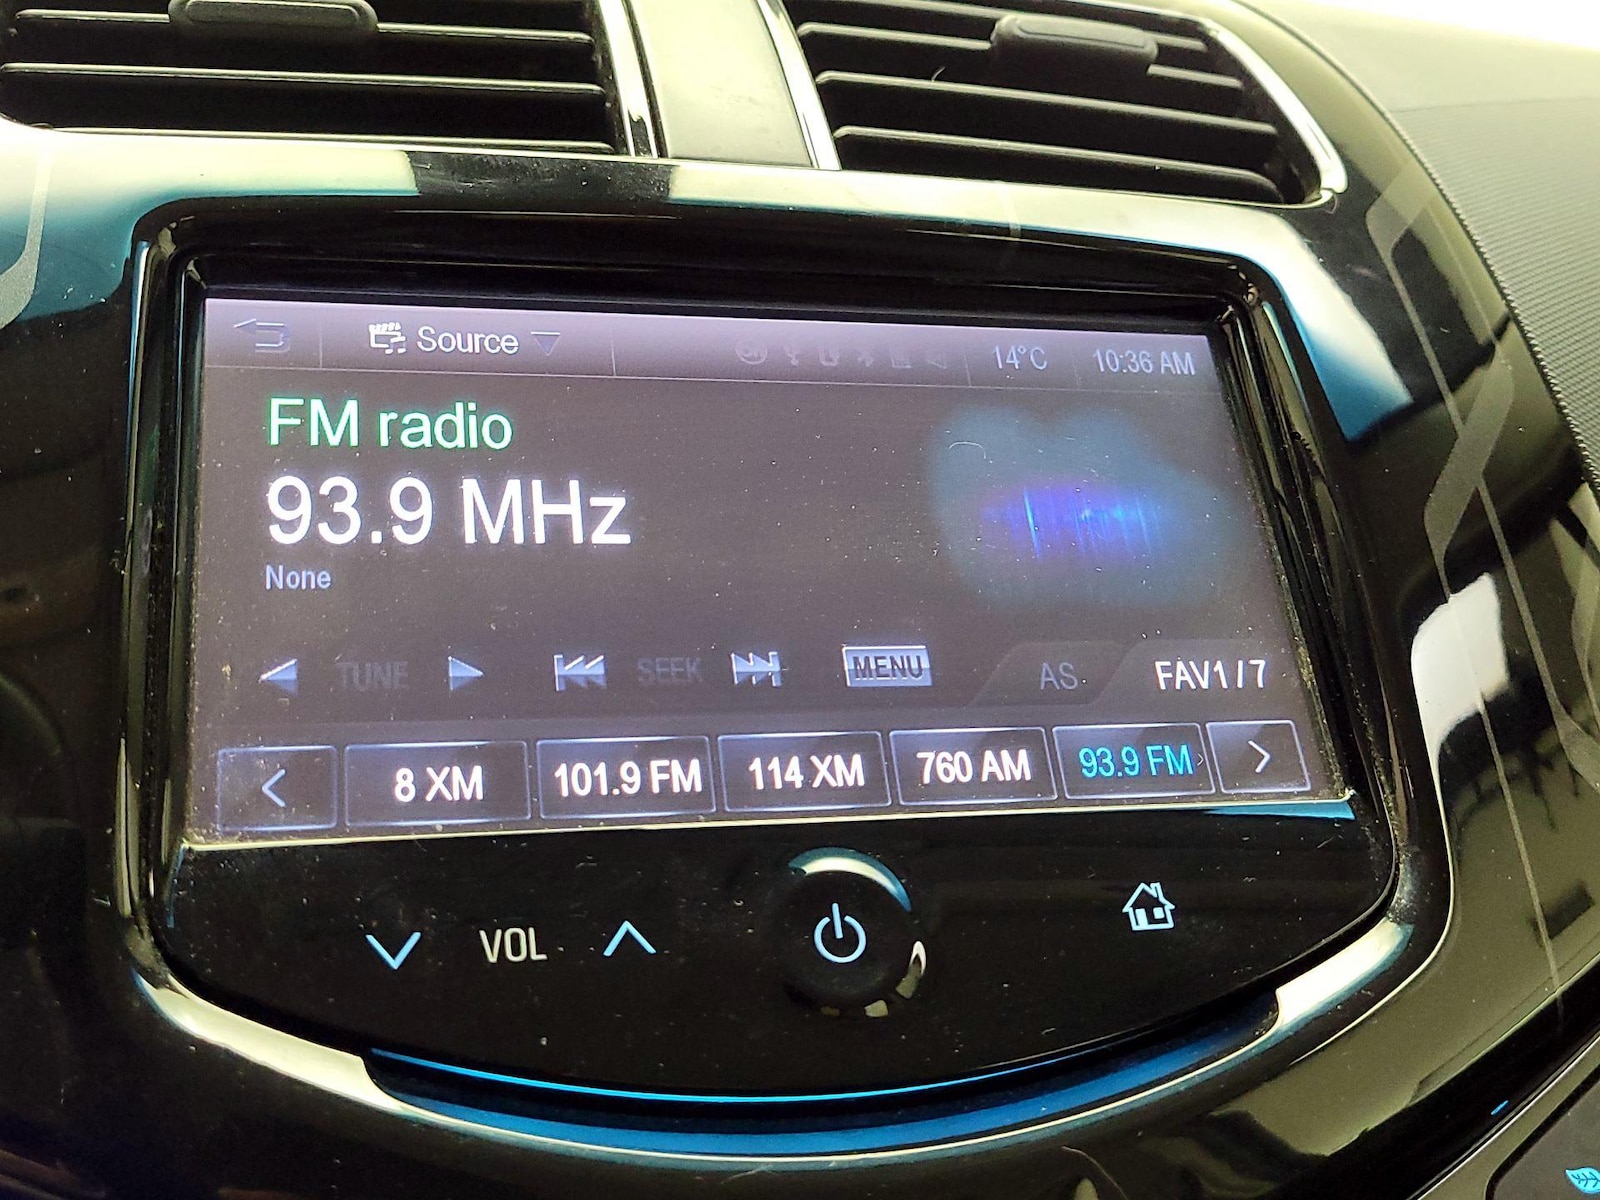 Source 14°C 10:36 AM
FM radio
93.9 MHz
None
TUNE SEEK MENU AS FAV1/7
< 8 XM 101.9 FM 114 XM 760 AM 93.9 FM >
VOL